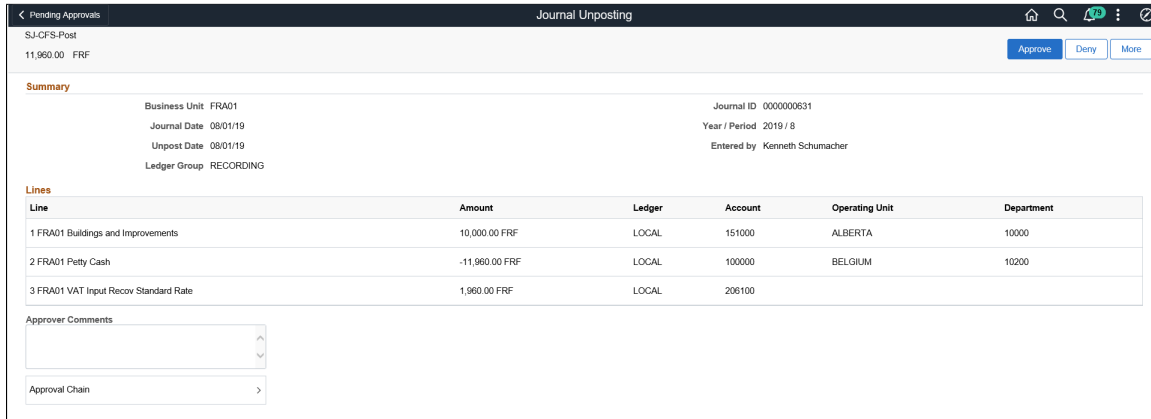 Pending Approvals
Journal Unposting
79
SJ-CFS-Post
11,960.00 FRF
Approve
Deny
More
Summary
Business Unit FRA01
Journal ID 0000000631
Journal Date 08/01/19
Year / Period 2019 / 8
Unpost Date 08/01/19
Entered by Kenneth Schumacher
Ledger Group RECORDING
Lines
Line Amount Ledger Account Operating Unit Department
1 FRA01 Buildings and Improvements 10,000.00 FRF LOCAL 151000 ALBERTA 10000
2 FRA01 Petty Cash -11,960.00 FRF LOCAL 100000 BELGIUM 10200
3 FRA01 VAT Input Recov Standard Rate 1,960.00 FRF LOCAL 206100
Approver Comments
Approval Chain